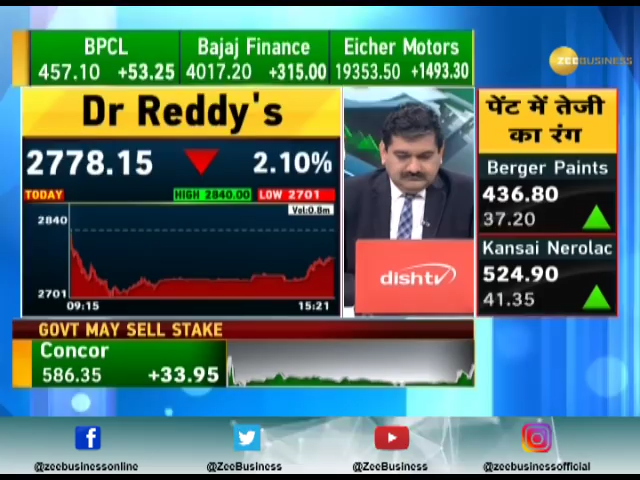 BPCL
457.10 +53.25
Bajaj Finance
4017.20 +315.00
Eicher Motors
19353.50 +1493.30
ZEEBUSINESS
Dr Reddy's
2778.15 2.10%
TODAY HIGH 2840.00 LOW 2701
Vol:0.8m
2840
2701
09:15 15:21
dishtv
पेंट में तेजी
का रंग
Berger Paints
436.80
37.20
Kansai Nerolac
524.90
41.35
GOVT MAY SELL STAKE
Concor
586.35 +33.95
@zeebusinessonline @ZeeBusiness @ZeeBusiness @zeebusinessofficial